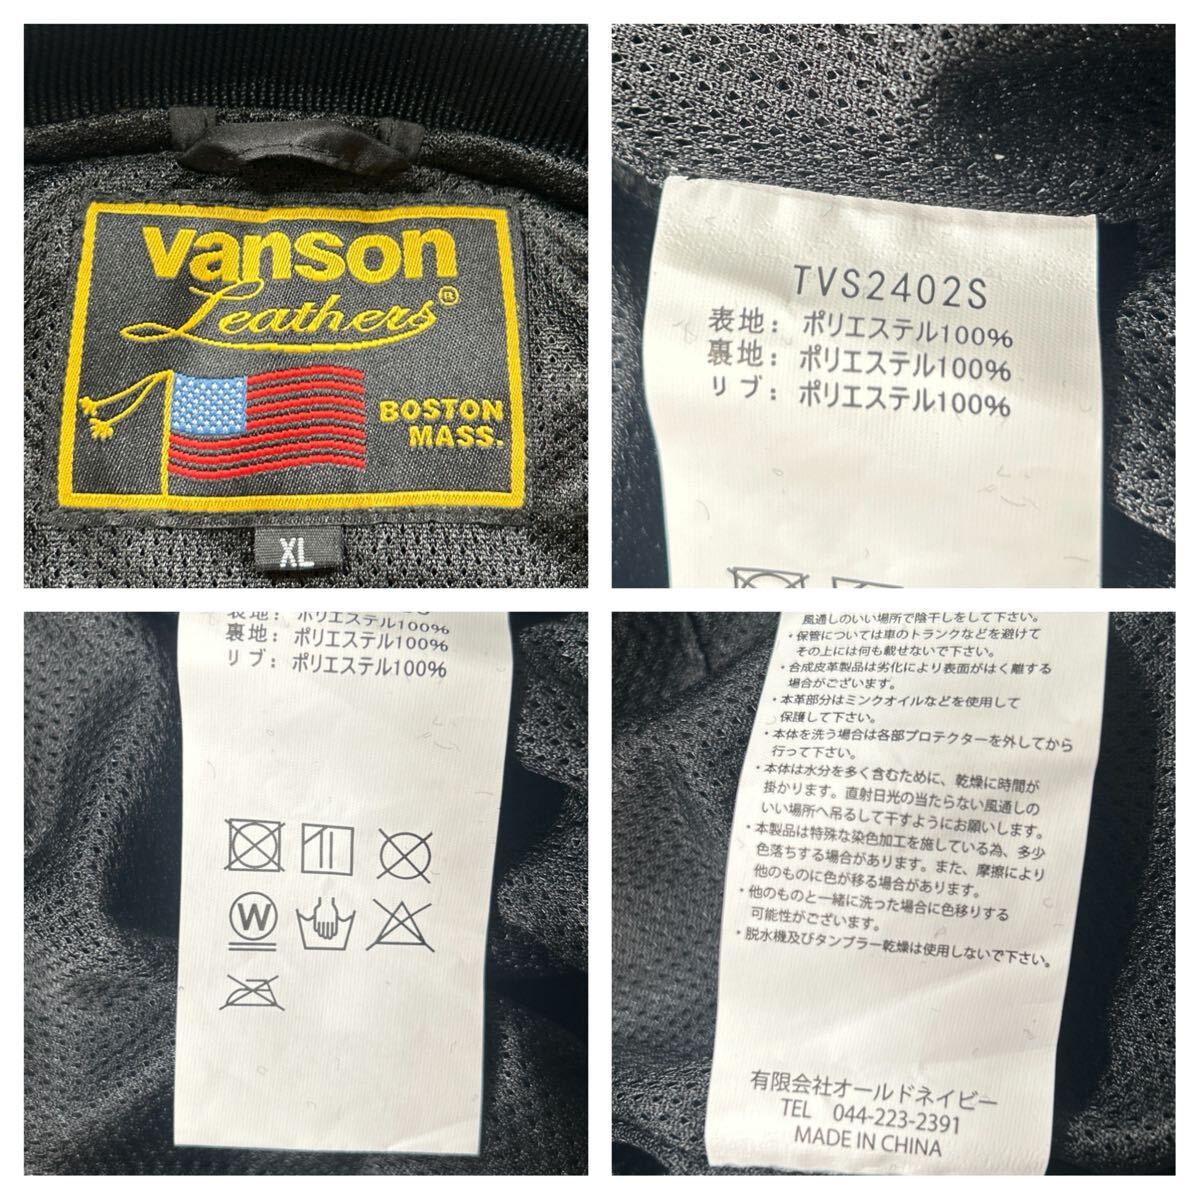 vanson
Leathers®
BOSTON
MASS.
XL
TVS2402S
表地：ポリエステル100%
裏地：ポリエステル100%
リブ：ポリエステル100%
表地：ポリエステル100%
裏地：ポリエステル100%
リブ：ポリエステル100%
W
風通しのいい場所で陰干しをして下さい。
・保管については車のトランクなどを避けて
その上には何も載せないで下さい。
・合成皮革製品は劣化により表面がはく離する
場合がございます。
・本革部分はミンクオイルなどを使用して
保護して下さい。
・本体を洗う場合は各部プロテクターを外してから
行って下さい。
・本体は水分を多く含むために、乾燥に時間が
掛かります。直射日光の当たらない風通しの
いい場所へ吊るして干すようにお願いします。
・本製品は特殊な染色加工を施している為、多少
色落ちする場合があります。また、摩擦により
他のものに色が移る場合があります。
・他のものと一緒に洗った場合に色移りする
可能性がございます。
・脱水機及びタンブラー乾燥は使用しないで下さい。
有限会社オールドネイビー
TEL 044-223-2391
MADE IN CHINA